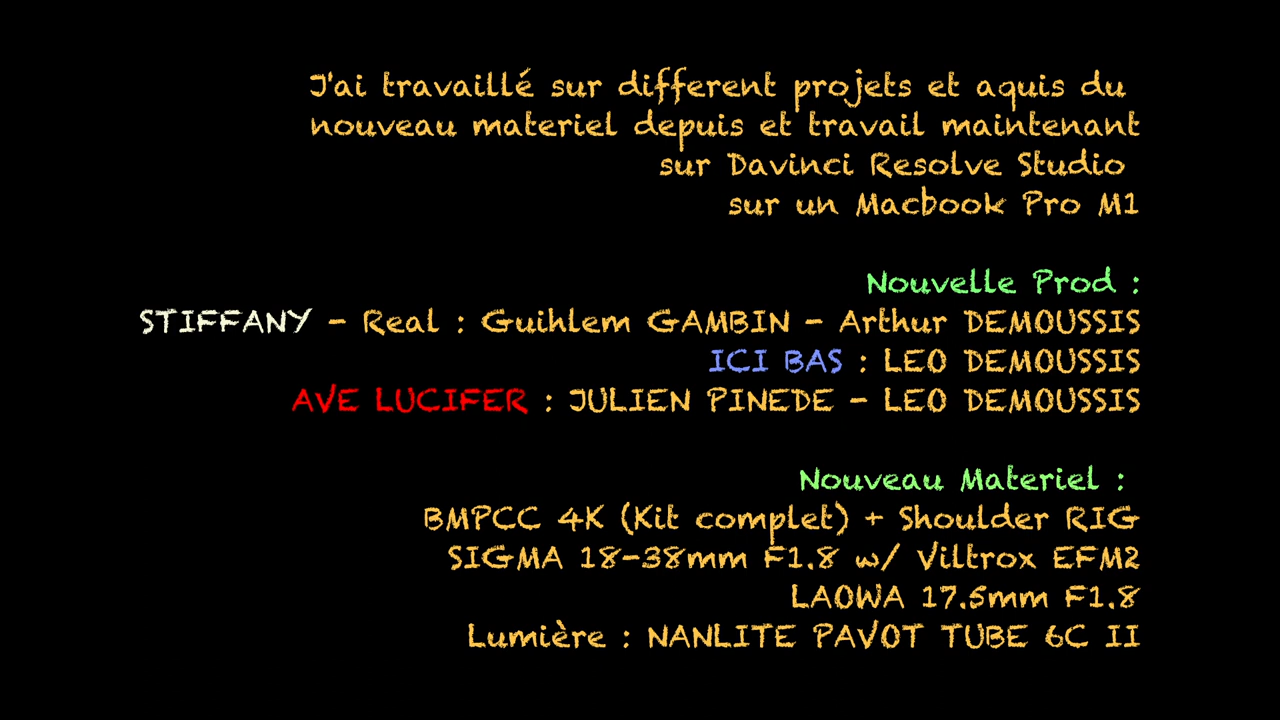 J'ai travaillé sur different projets et aquis du
nouveau materiel depuis et travail maintenant
sur Davinci Resolve Studio
sur un Macbook Pro M1
Nouvelle Prod :
STIFFANY - Real : Guihlem GAMBIN - Arthur DEMOUSSIS
ICI BAS : LEO DEMOUSSIS
AVE LUCIFER : JULIEN PINEDE - LEO DEMOUSSIS
Nouveau Materiel :
BMPCC 4K (Kit complet) + Shoulder RIG
SIGMA 18-38mm F1.8 w/ Viltrox EFM2
LAOWA 17.5mm F1.8
Lumière : NANLITE PAVOT TUBE 6C II